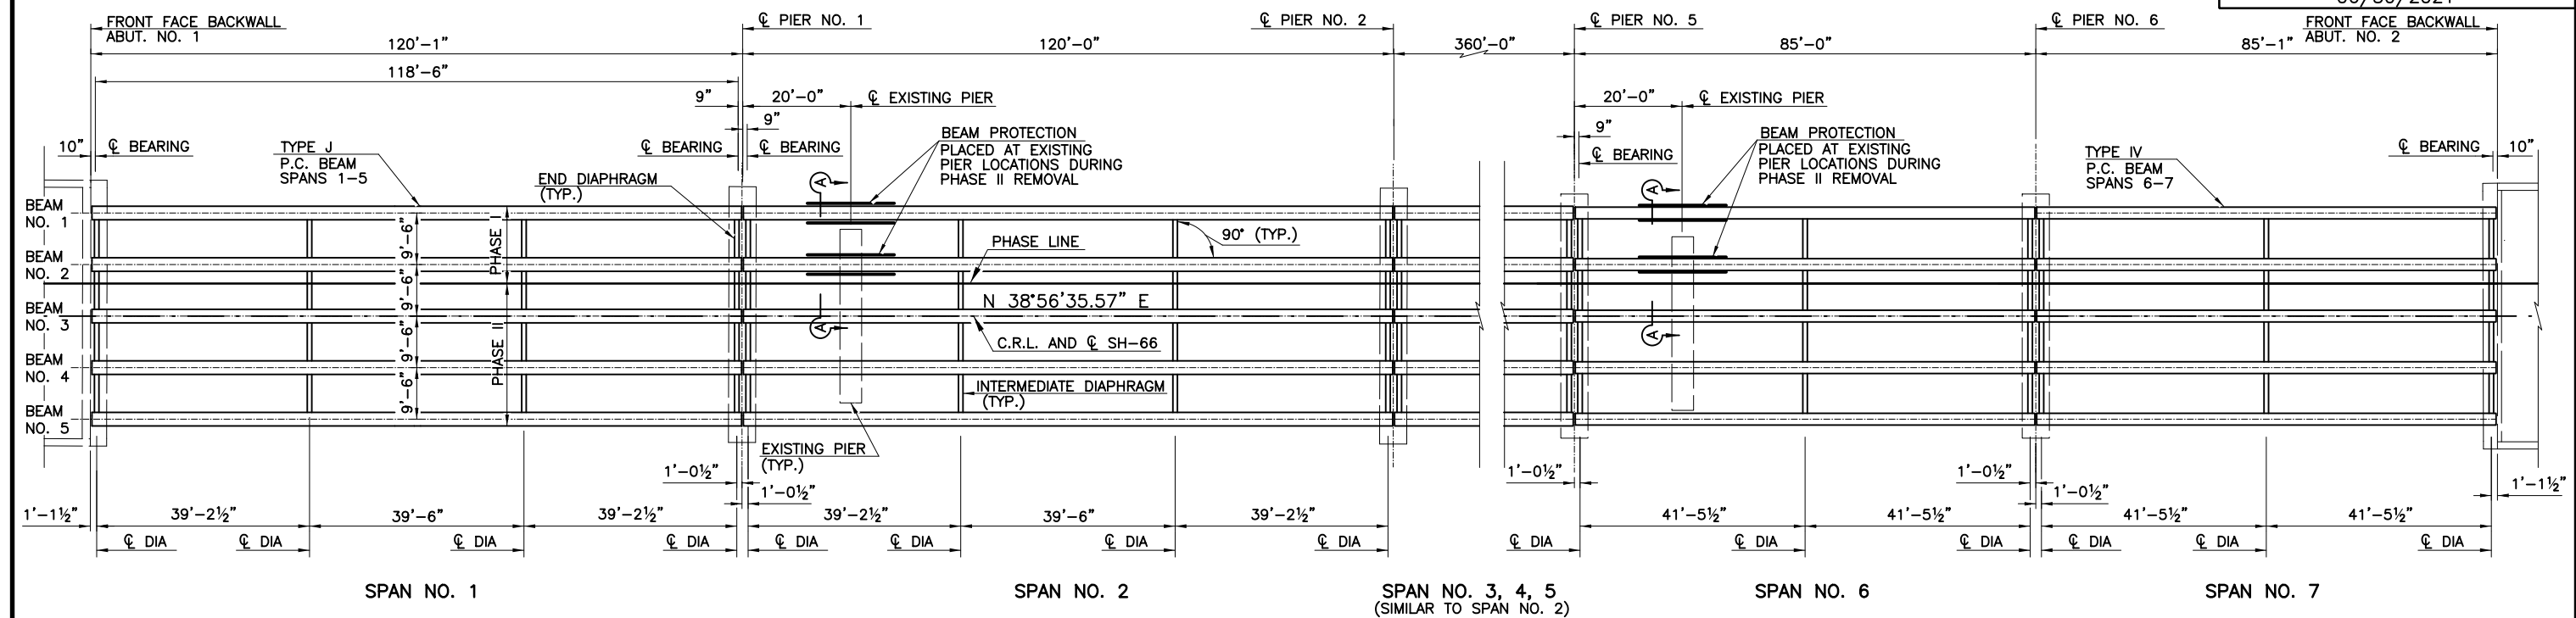 FRONT FACE BACKWALL
ABUT. NO. 1
℄ PIER NO. 1
℄ PIER NO. 2
℄ PIER NO. 5
℄ PIER NO. 6
FRONT FACE BACKWALL
ABUT. NO. 2
120'-1"
120'-0"
360'-0"
85'-0"
85'-1"
118'-6"
9"
20'-0"
℄ EXISTING PIER
20'-0"
℄ EXISTING PIER
9"
9"
10"
℄ BEARING
TYPE J
P.C. BEAM
SPANS 1-5
℄ BEARING
℄ BEARING
BEAM PROTECTION
PLACED AT EXISTING
PIER LOCATIONS DURING
PHASE II REMOVAL
℄ BEARING
BEAM PROTECTION
PLACED AT EXISTING
PIER LOCATIONS DURING
PHASE II REMOVAL
TYPE IV
P.C. BEAM
SPANS 6-7
℄ BEARING
10"
END DIAPHRAGM
(TYP.)
A
A
BEAM
NO. 1
BEAM
NO. 2
BEAM
NO. 3
BEAM
NO. 4
BEAM
NO. 5
9'-6"
9'-6"
9'-6"
9'-6"
PHASE I
PHASE II
PHASE LINE
90° (TYP.)
N 38°56'35.57" E
A
A
C.R.L. AND ℄ SH-66
INTERMEDIATE DIAPHRAGM
(TYP.)
EXISTING PIER
(TYP.)
1'-0½"
1'-0½"
1'-0½"
1'-0½"
1'-0½"
1'-1½"
1'-1½"
39'-2½"
39'-6"
39'-2½"
39'-2½"
39'-6"
39'-2½"
41'-5½"
41'-5½"
41'-5½"
41'-5½"
℄ DIA
℄ DIA
℄ DIA
℄ DIA
℄ DIA
℄ DIA
℄ DIA
℄ DIA
℄ DIA
℄ DIA
℄ DIA
℄ DIA
℄ DIA
℄ DIA
SPAN NO. 1
SPAN NO. 2
SPAN NO. 3, 4, 5
(SIMILAR TO SPAN NO. 2)
SPAN NO. 6
SPAN NO. 7